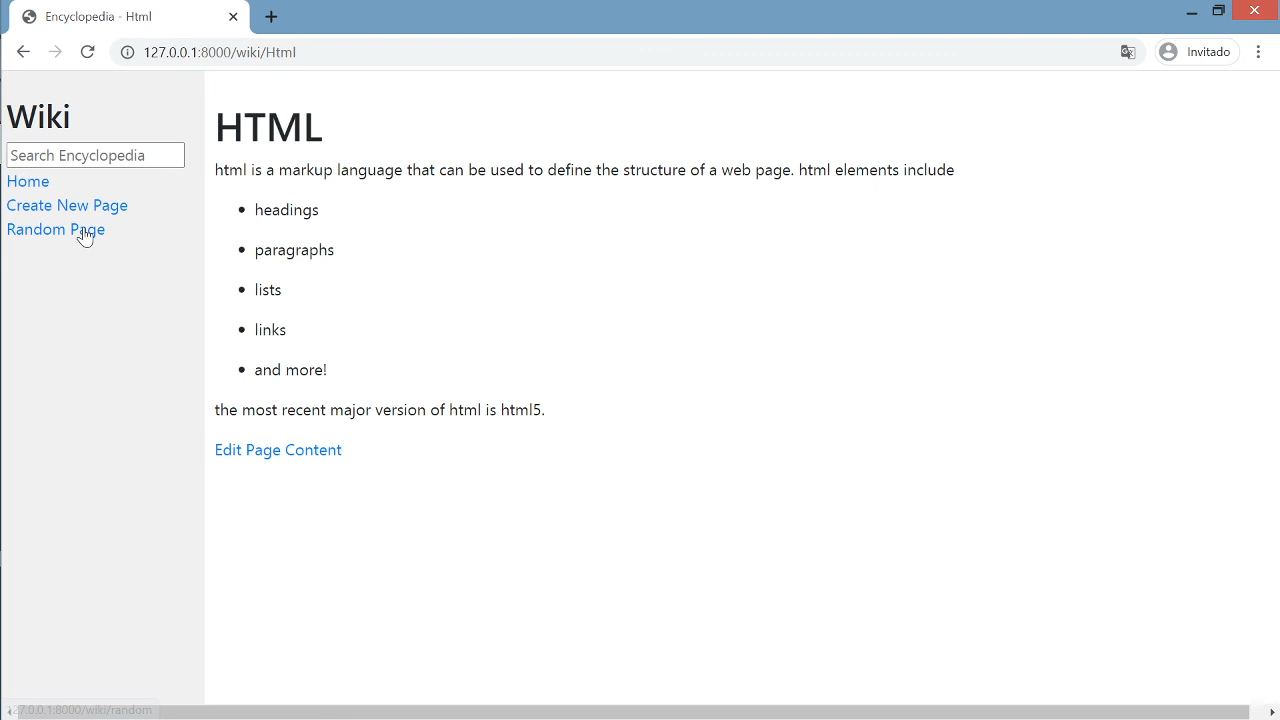 Encyclopedia - Html
127.0.0.1:8000/wiki/Html
Invitado
Wiki
Search Encyclopedia
Home
Create New Page
Random Page
HTML
html is a markup language that can be used to define the structure of a web page. html elements include
headings
paragraphs
lists
links
and more!
the most recent major version of html is html5.
Edit Page Content
127.0.0.1:8000/wiki/random